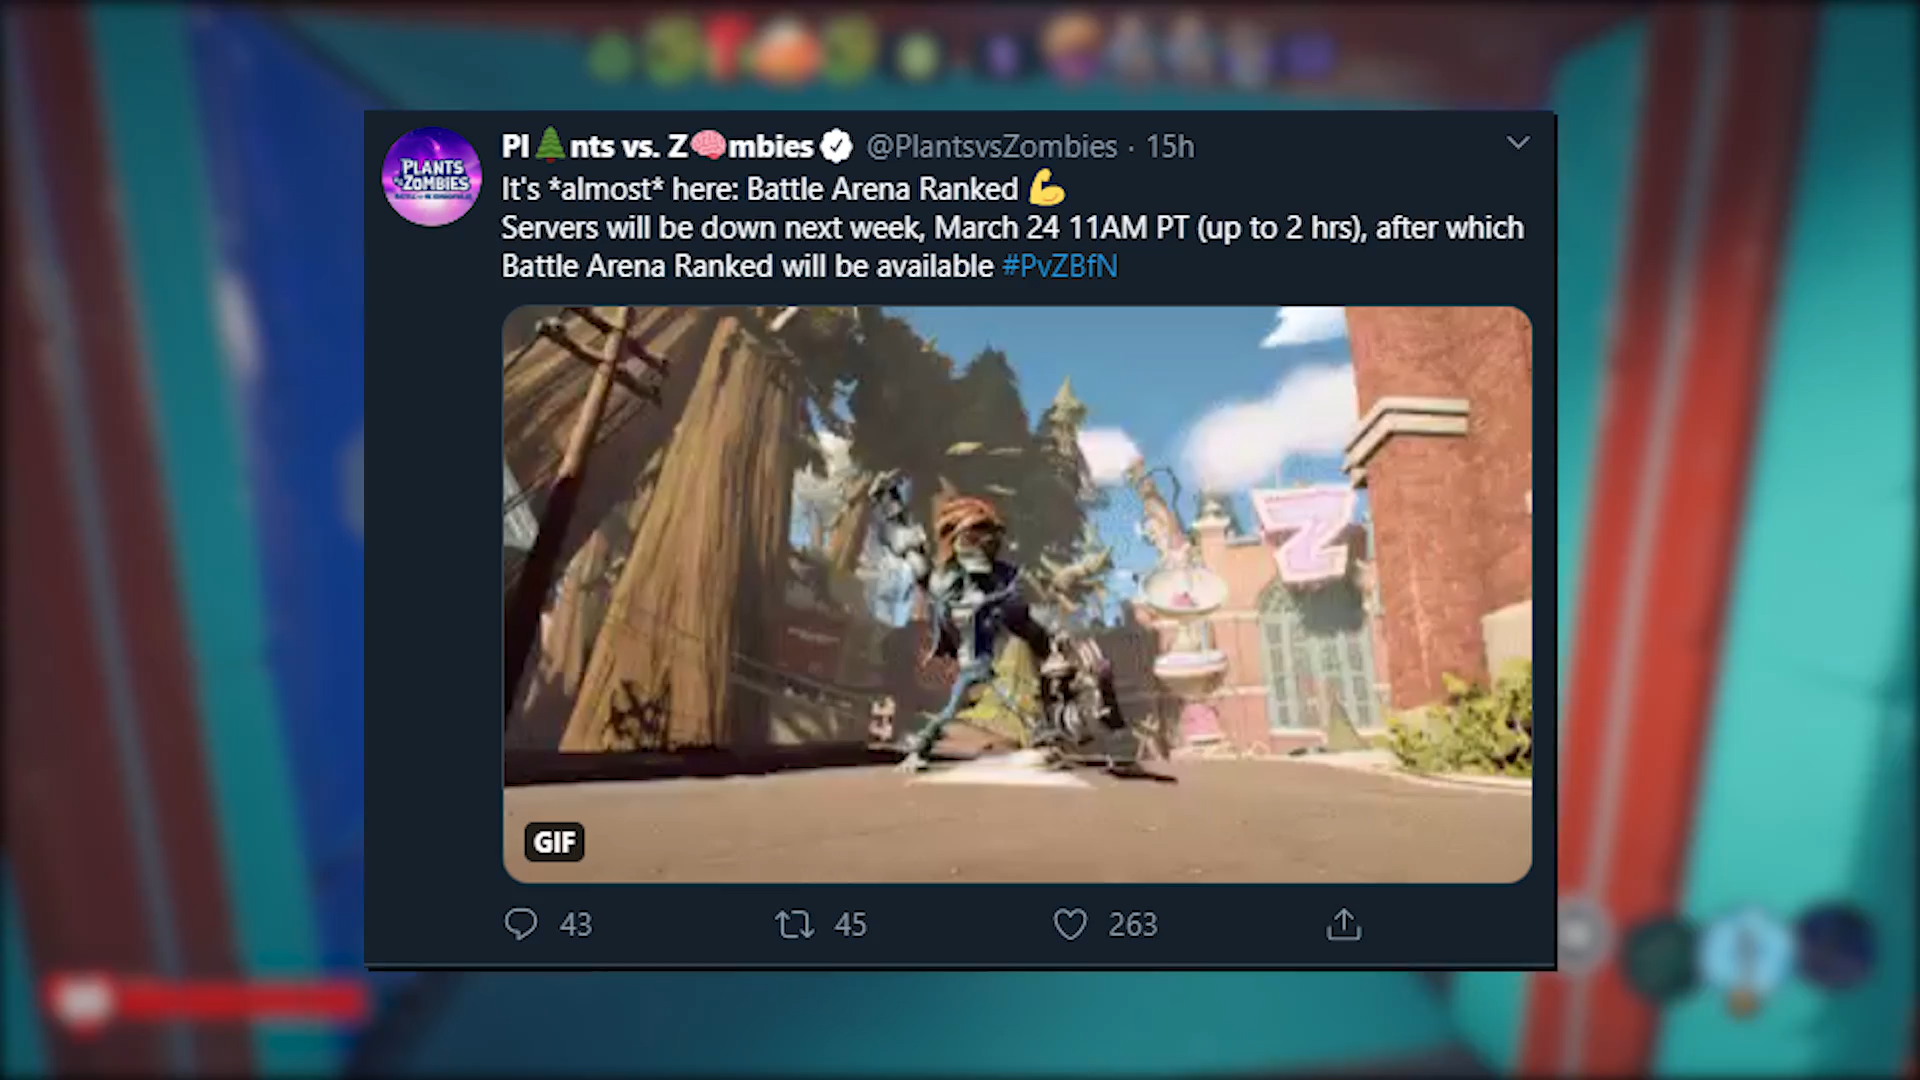 Pl🌲nts vs. Z🧠mbies @PlantsvsZombies · 15h
It's *almost* here: Battle Arena Ranked 💪
Servers will be down next week, March 24 11AM PT (up to 2 hrs), after which
Battle Arena Ranked will be available #PvZBfN
PLANTS
vs. ZOMBIES
Z
GIF
43 45 263